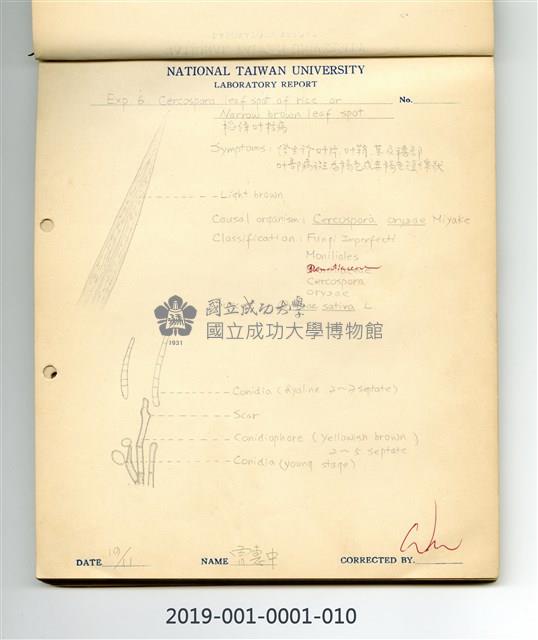 NATIONAL TAIWAN UNIVERSITY
LABORATORY REPORT
Exp 6 Cercospora leaf spot of rice or No.
Narrow brown leaf spot
Symptoms:
Light brown
Causal organism: Cercospora oryzae Miyake
Classification: Fungi Imperfecti
Moniliales
Cercospora
oryzae
sativa L
國立成功大學
國立成功大學博物館
1931
Conidia (hyaline 2~3 septate)
Scar
Conidiophore (yellowish brown)
2~5 septate
Conidia (young stage)
DATE 19/11 NAME CORRECTED BY.
2019-001-0001-010